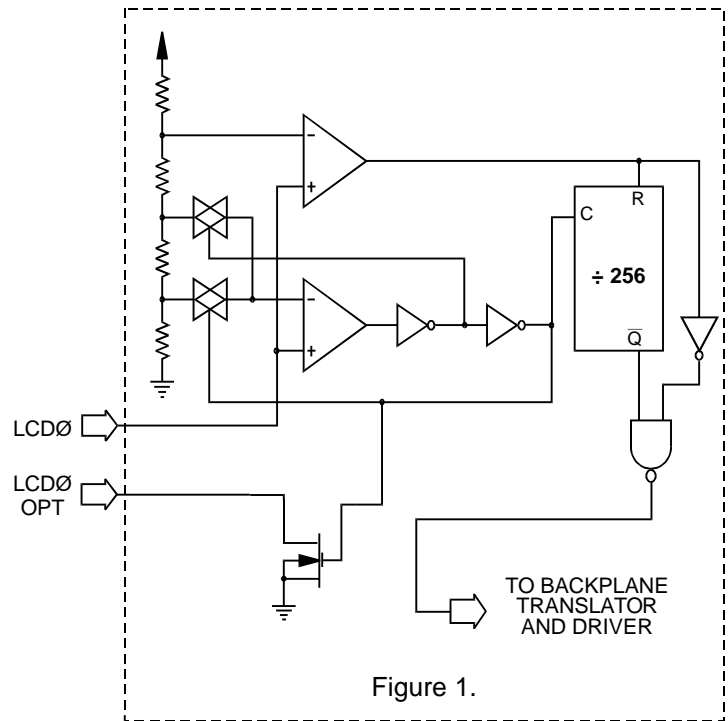 −
+
R
C
÷ 256
−
+
Q
LCDØ
LCDØ
OPT
TO BACKPLANE
TRANSLATOR
AND DRIVER
Figure 1.